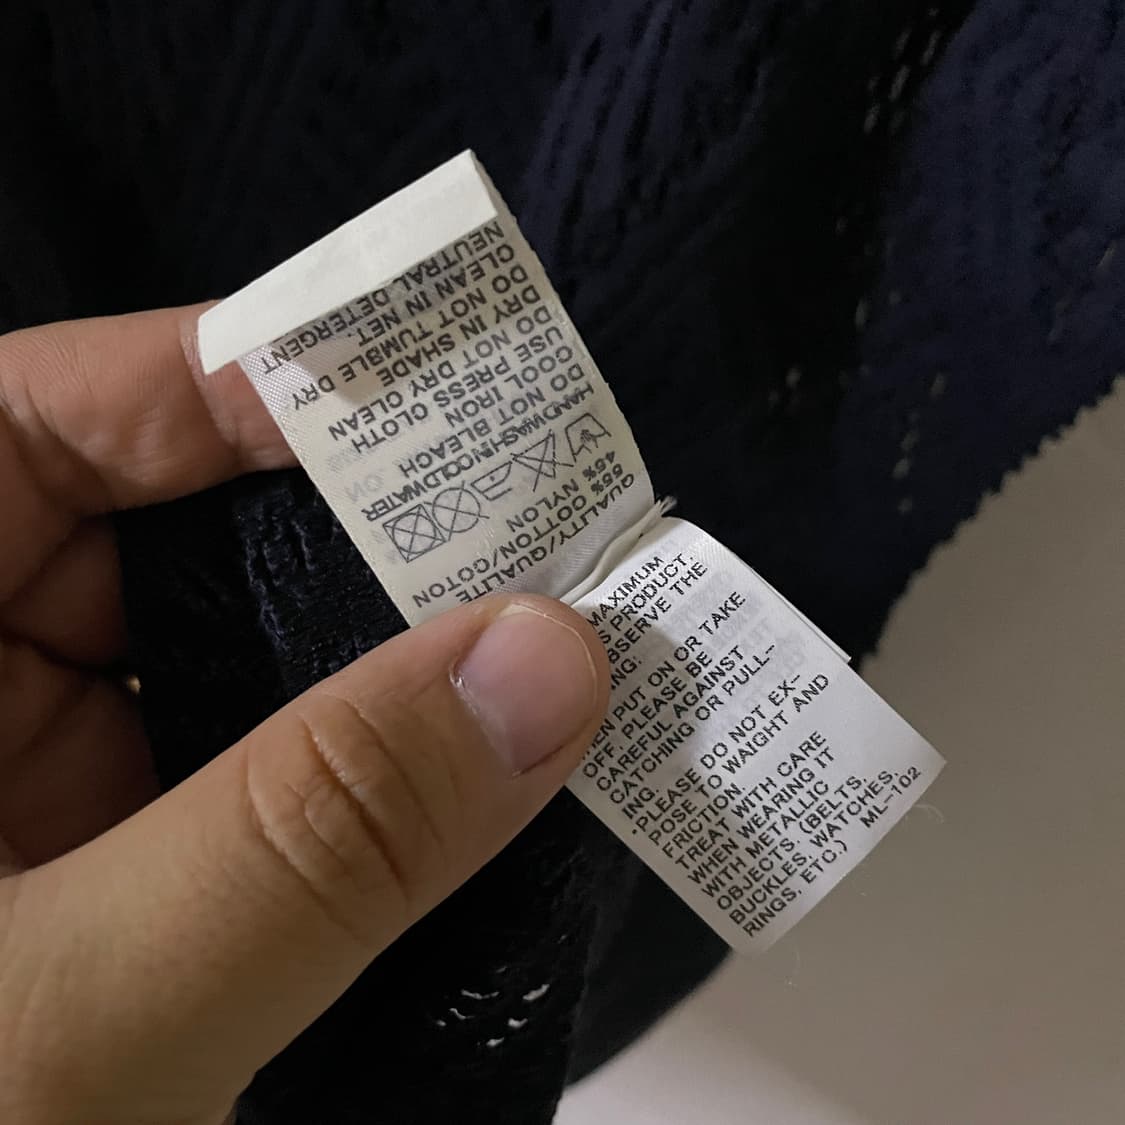 QUALITY/QUALITE
55% COTTON/COTON
45% NYLON
HANDWASH IN COLD WATER
DO NOT BLEACH
COOL IRON
USE PRESS CLOTH
DO NOT DRY CLEAN
DRY IN SHADE
DO NOT TUMBLE DRY
CLEAN IN NET.
NEUTRAL DETERGENT
MAXIMUM
PRODUCT.
THE
PUT ON OR TAKE
OFF, PLEASE BE
CAREFUL AGAINST
CATCHING OR PULL-
ING.
·PLEASE DO NOT EX-
POSE TO WAIGHT AND
FRICTION.
TREAT WITH CARE
WHEN WEARING IT
WITH METALLIC
OBJECTS. (BELTS,
BUCKLES, WATCHES,
RINGS, ETC.) ML-102